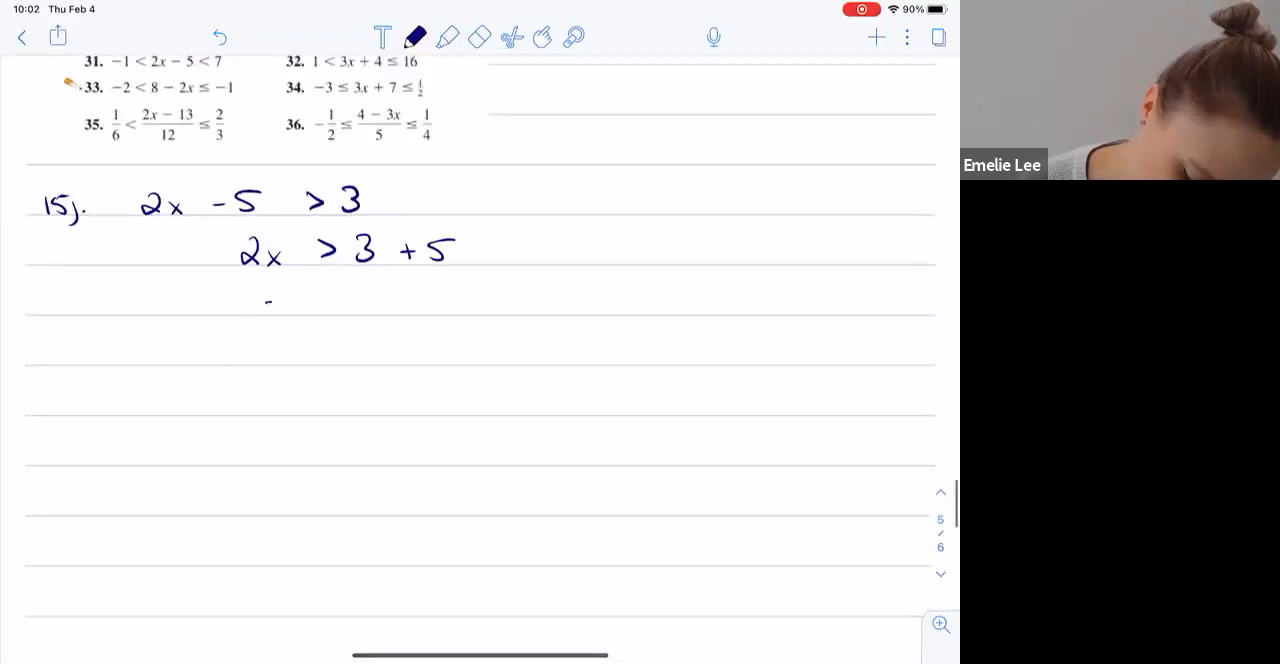 10:02 Thu Feb 4
90%
T
31. −1 < 2x − 5 < 7
32. 1 < 3x + 4 ≤ 16
33. −2 < 8 − 2x ≤ −1
34. −3 ≤ 3x + 7 ≤ 1/2
35. 1/6 < (2x − 13)/12 ≤ 2/3
36. −1/2 ≤ (4 − 3x)/5 ≤ 1/4
Emelie Lee
15). 2x - 5 > 3
2x > 3 + 5
5
/
6